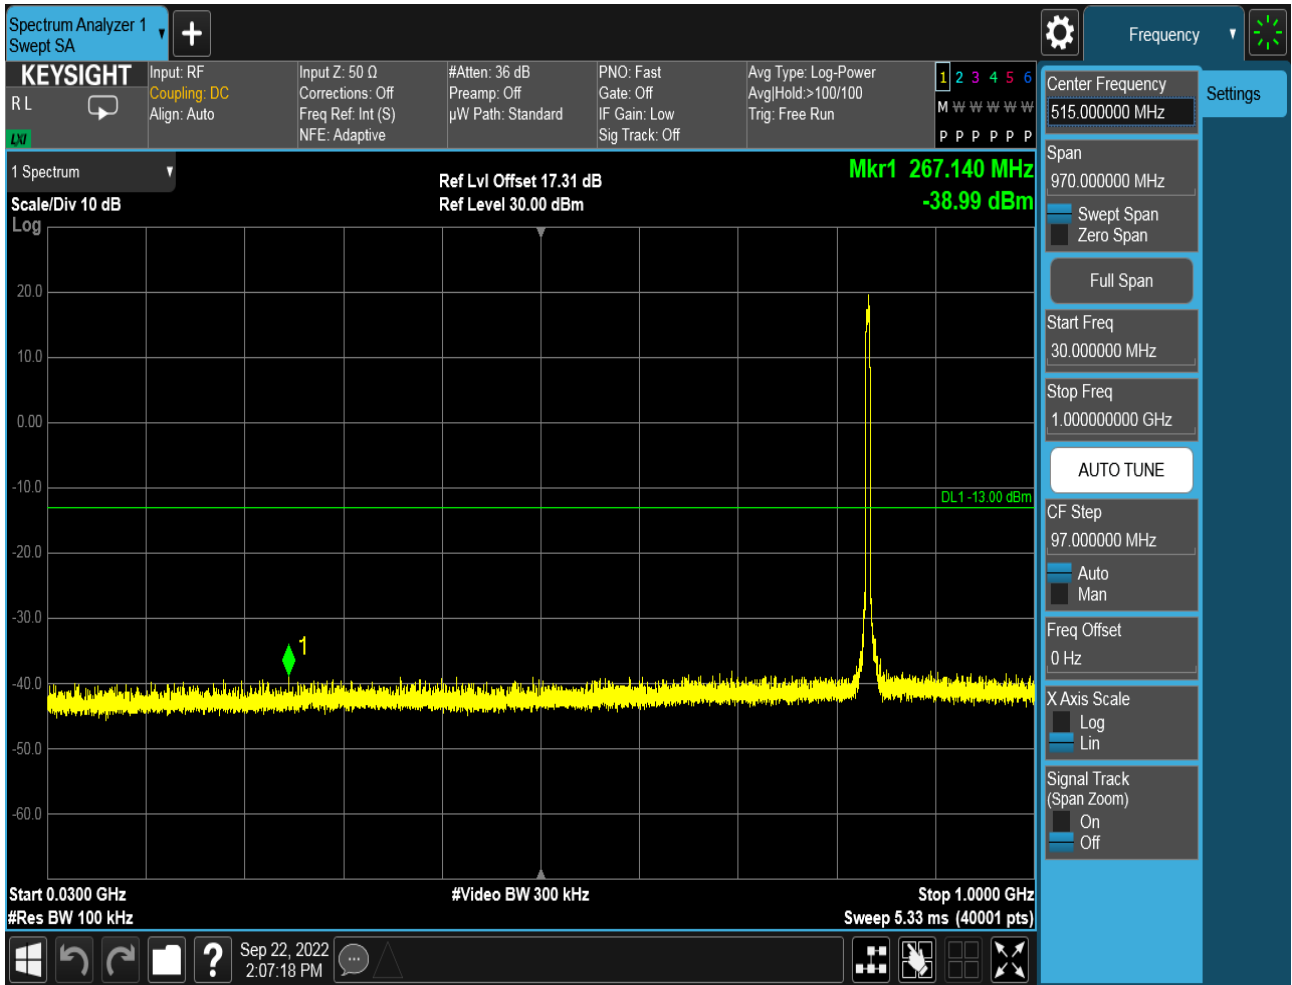 Spectrum Analyzer 1
Swept SA
Frequency
KEYSIGHT
R L
LXI
Input: RF
Coupling: DC
Align: Auto
Input Z: 50 Ω
Corrections: Off
Freq Ref: Int (S)
NFE: Adaptive
#Atten: 36 dB
Preamp: Off
µW Path: Standard
PNO: Fast
Gate: Off
IF Gain: Low
Sig Track: Off
Avg Type: Log-Power
Avg|Hold:>100/100
Trig: Free Run
1 2 3 4 5 6
M W W W W W
P P P P P P
1 Spectrum
Scale/Div 10 dB
Log
Ref Lvl Offset 17.31 dB
Ref Level 30.00 dBm
Mkr1 267.140 MHz
-38.99 dBm
20.0
10.0
0.00
-10.0
-20.0
-30.0
-40.0
-50.0
-60.0
DL1 -13.00 dBm
1
Start 0.0300 GHz
#Res BW 100 kHz
#Video BW 300 kHz
Stop 1.0000 GHz
Sweep 5.33 ms (40001 pts)
Center Frequency
515.000000 MHz
Settings
Span
970.000000 MHz
Swept Span
Zero Span
Full Span
Start Freq
30.000000 MHz
Stop Freq
1.000000000 GHz
AUTO TUNE
CF Step
97.000000 MHz
Auto
Man
Freq Offset
0 Hz
X Axis Scale
Log
Lin
Signal Track
(Span Zoom)
On
Off
?
Sep 22, 2022
2:07:18 PM